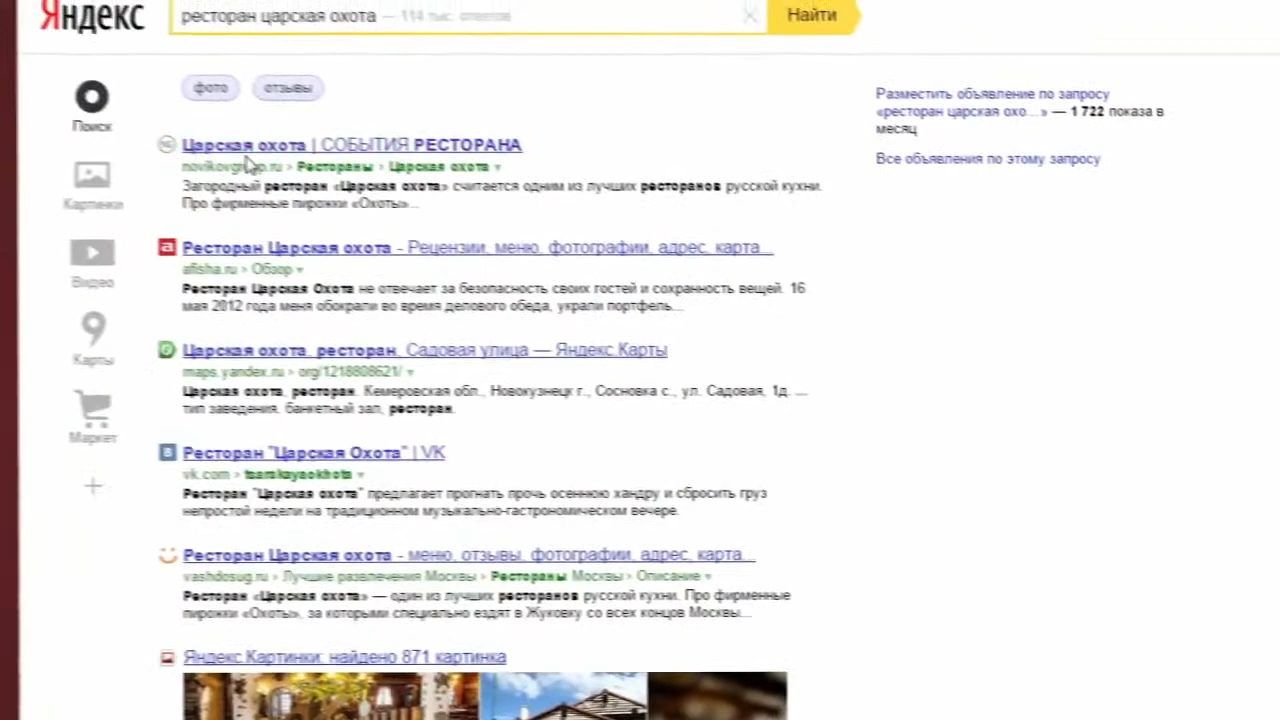 Яндекс
ресторан царская охота — 114 тыс. ответов
Найти
фото
отзывы
Поиск
Картинки
Видео
Карты
Маркет
Царская охота | СОБЫТИЯ РЕСТОРАНА
novikovgroup.ru › Рестораны › Царская охота
Загородный ресторан «Царская охота» считается одним из лучших ресторанов русской кухни.
Про фирменные пирожки «Охоты»...
Ресторан Царская охота - Рецензии, меню, фотографии, адрес, карта...
afisha.ru › Обзор
Ресторан Царская Охота не отвечает за безопасность своих гостей и сохранность вещей. 16
мая 2012 года меня обокрали во время делового обеда, украли портфель...
Царская охота, ресторан, Садовая улица — Яндекс.Карты
maps.yandex.ru › org/1218808621/
Царская охота, ресторан. Кемеровская обл., Новокузнецк г., Сосновка с., ул. Садовая, 1д. ...
тип заведения: банкетный зал, ресторан.
Ресторан "Царская Охота" | VK
vk.com › tsarskayaokhota
Ресторан "Царская охота" предлагает прогнать прочь осеннюю хандру и сбросить груз
непростой недели на традиционном музыкально-гастрономическом вечере.
Ресторан Царская охота - меню, отзывы, фотографии, адрес, карта...
vashdosug.ru › Лучшие развлечения Москвы › Рестораны Москвы › Описание
Ресторан «Царская охота» — один из лучших ресторанов русской кухни. Про фирменные
пирожки «Охоты», за которыми специально ездят в Жуковку со всех концов Москвы...
Яндекс.Картинки: найдено 871 картинка
Разместить объявление по запросу
«ресторан царская охо...» — 1 722 показа в
месяц
Все объявления по этому запросу